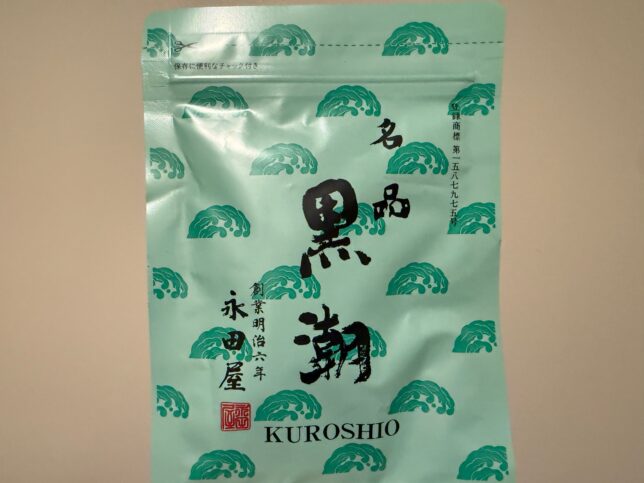 保存に便利なチャック付き
登録商標 第一五八七九七五号
名品
黒潮
創業明治六年
永田屋
KUROSHIO